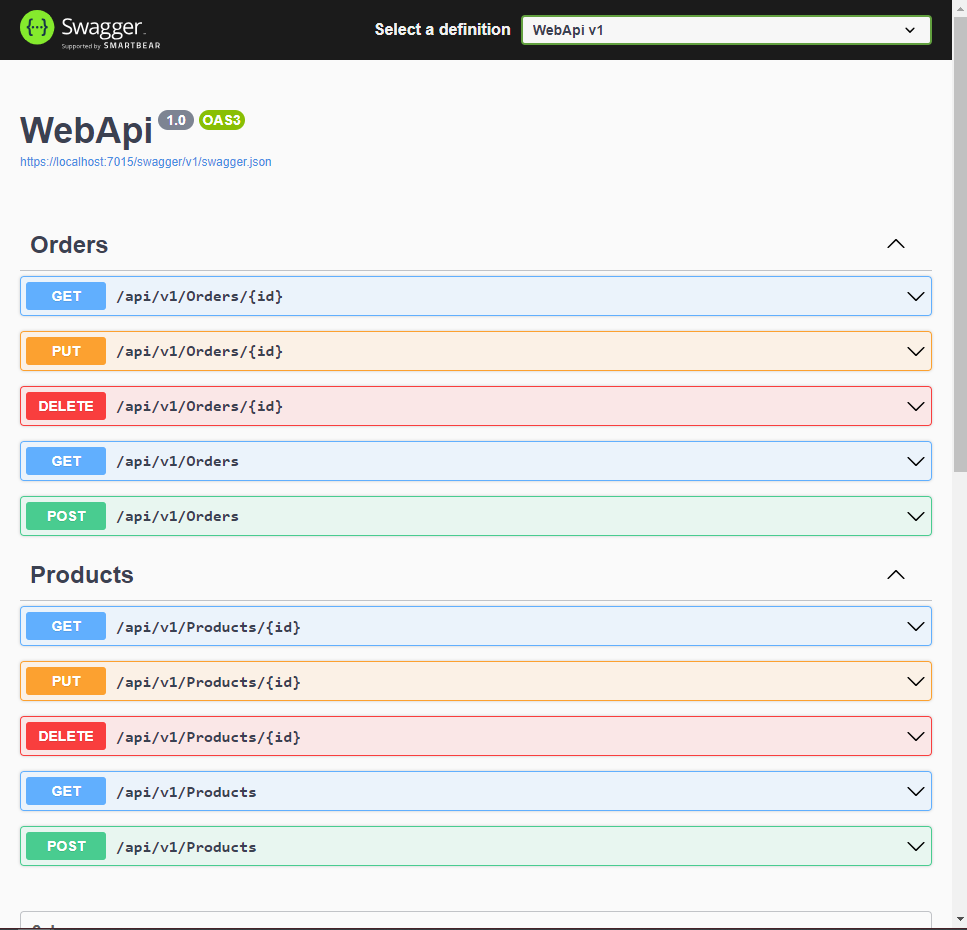 {···} Swagger.
Supported by SMARTBEAR
Select a definition
WebApi v1
WebApi 1.0 OAS3
https://localhost:7015/swagger/v1/swagger.json
Orders
GET /api/v1/Orders/{id}
PUT /api/v1/Orders/{id}
DELETE /api/v1/Orders/{id}
GET /api/v1/Orders
POST /api/v1/Orders
Products
GET /api/v1/Products/{id}
PUT /api/v1/Products/{id}
DELETE /api/v1/Products/{id}
GET /api/v1/Products
POST /api/v1/Products